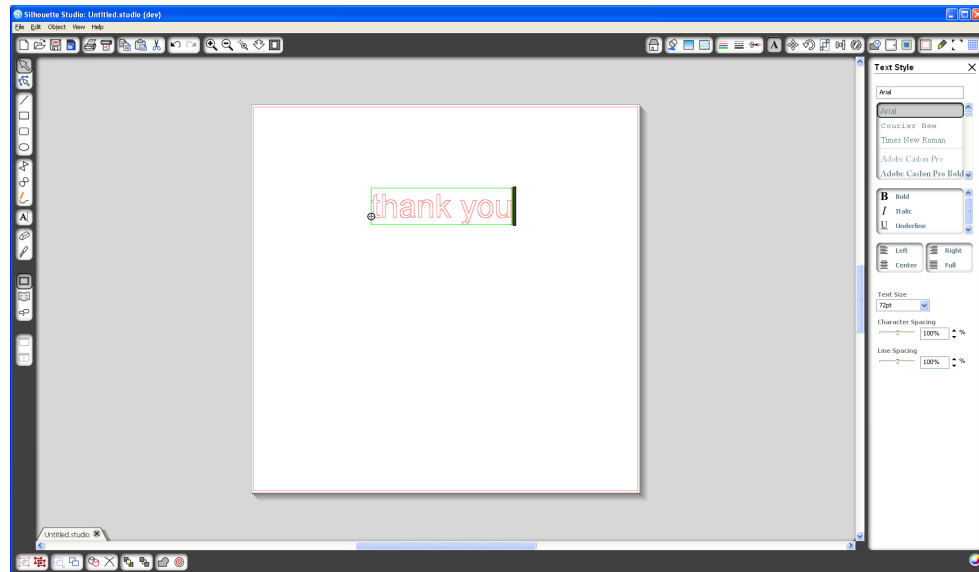 Silhouette Studio: Untitled.studio (dev)
File Edit Object View Help
Text Style
Arial
Arial
Courier New
Times New Roman
Adobe Caslon Pro
Adobe Caslon Pro Bold
B Bold
I Italic
U Underline
Left Right
Center Full
Text Size
72pt
Character Spacing
100% %
Line Spacing
100% %
thank you
Untitled.studio